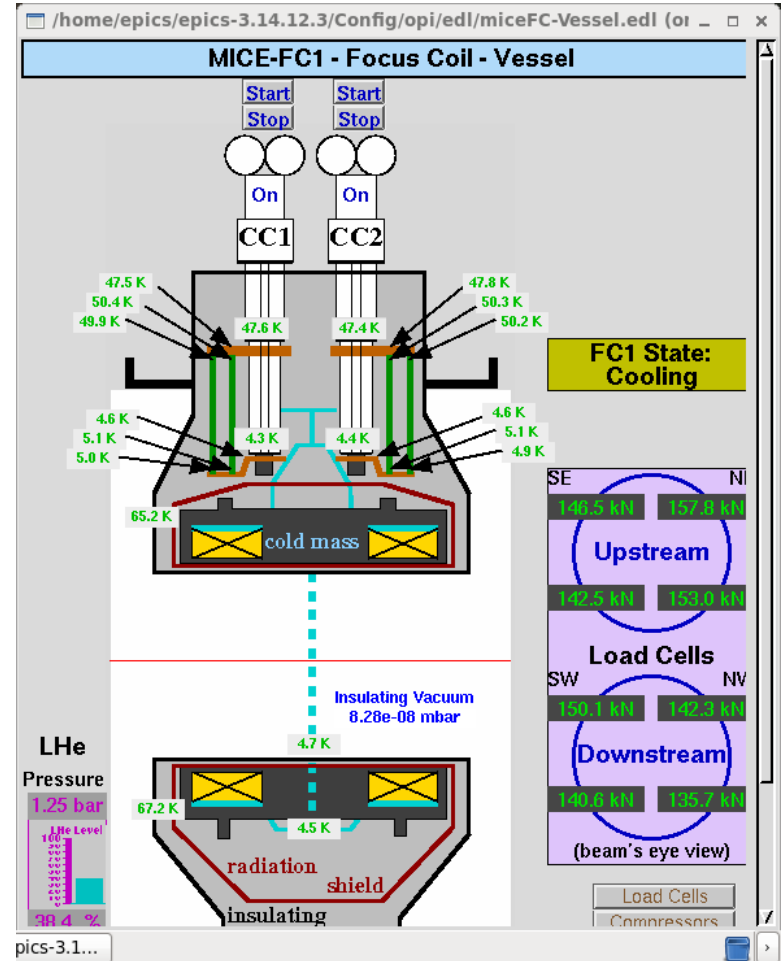 /home/epics/epics-3.14.12.3/Config/opi/edl/miceFC-Vessel.edl (or
MICE-FC1 - Focus Coil - Vessel
Start Start
Stop Stop
On On
CC1 CC2
47.5 K 47.8 K
50.4 K 50.3 K
49.9 K 47.6 K 47.4 K 50.2 K
FC1 State:
Cooling
4.6 K 4.6 K
5.1 K 4.3 K 4.4 K 5.1 K
5.0 K 4.9 K
SE
146.5 kN 157.8 kN
65.2 K
cold mass
Upstream
142.5 kN 153.0 kN
Load Cells
SW
Insulating Vacuum
8.28e-08 mbar
150.1 kN 142.3 kN
LHe
4.7 K
Downstream
Pressure
1.25 bar
67.2 K
140.6 kN 135.7 kN
LHe Level
100
4.5 K
(beam's eye view)
radiation
shield
Load Cells
insulating
38.4 %
Compressors
pics-3.1...